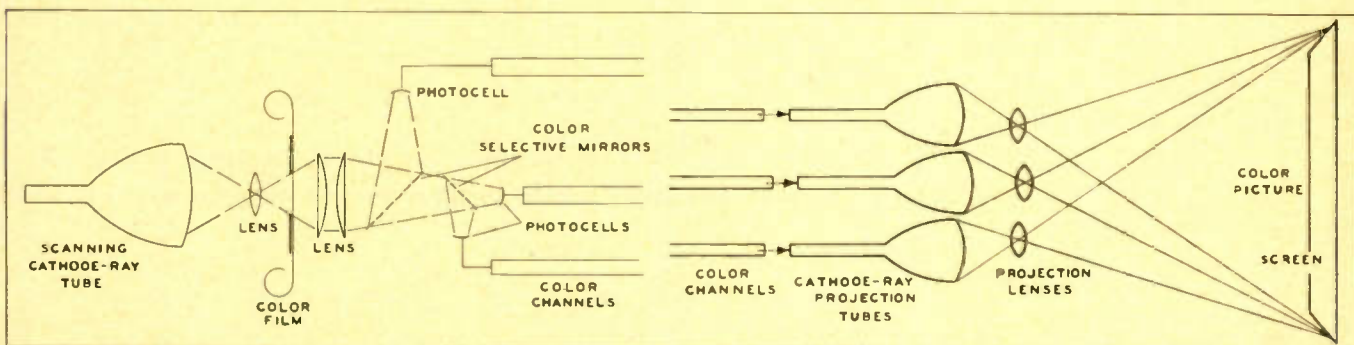 SCANNING
CATHODE-RAY
TUBE
LENS
COLOR
FILM
LENS
PHOTOCELL
COLOR
SELECTIVE MIRRORS
PHOTOCELLS
COLOR
CHANNELS
COLOR
CHANNELS
CATHODE-RAY
PROJECTION
TUBES
PROJECTION
LENSES
COLOR
PICTURE
SCREEN